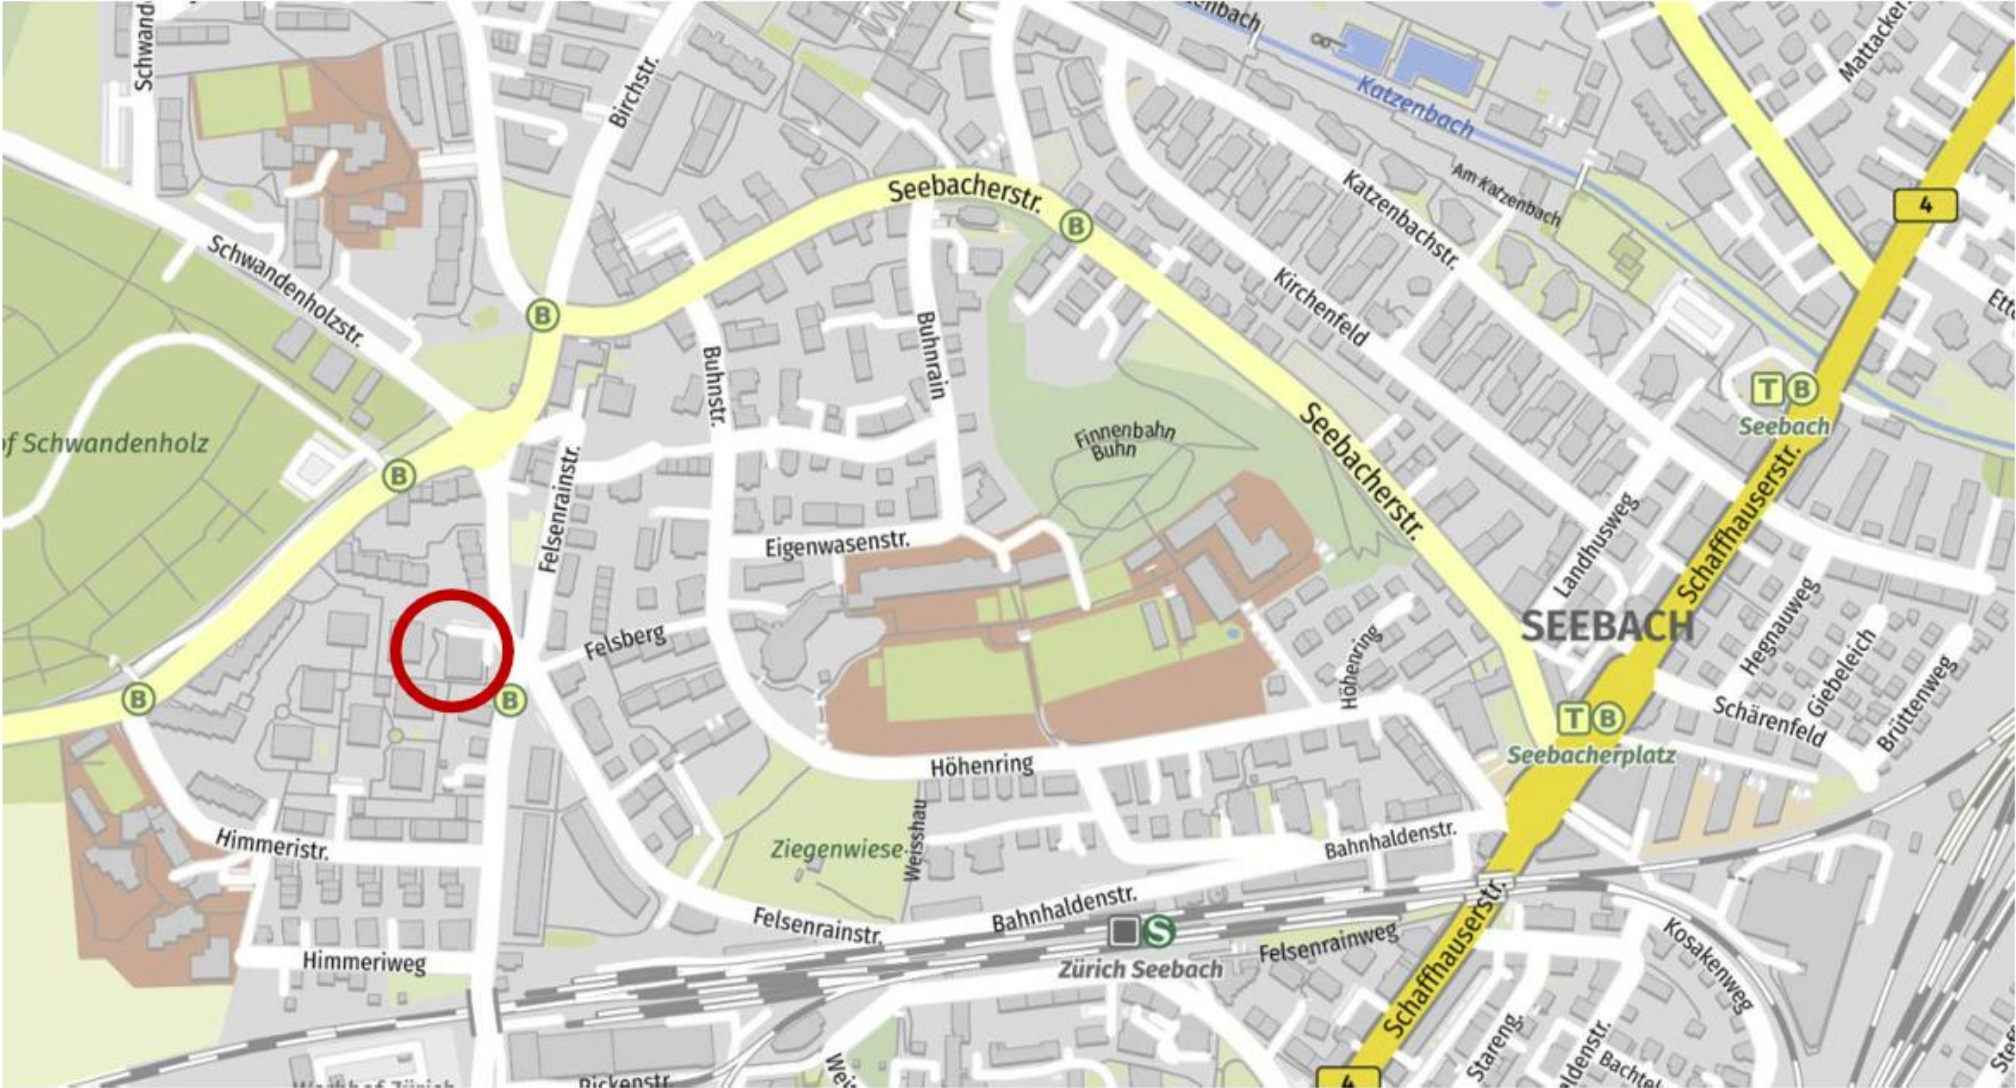 Schwand
Birchstr.
Katzenbach
Mattacker
Seebacherstr.
B
Katzenbachstr.
Am Katzenbach
4
Schwandenholzstr.
Kirchenfeld
B
Buhnstr.
Buhnrain
T B
Seebach
Finnenbahn
Buhn
Seebacherstr.
Schwandenholz
B
Felsenrainstr.
Schaffhauserstr.
Landhusweg
Eigenwasenstr.
SEEBACH
Felsberg
Höhenring
Hegnauweg
Giebeleich
Brüttenweg
B
B
Schärenfeld
T B
Seebacherplatz
Höhenring
Himmeristr.
Ziegenwiese
Weisshau
Bahnhaldenstr.
Felsenrainstr.
Bahnhaldenstr.
S
Zürich Seebach
Felsenrainweg
Schaffhauserstr.
Kosakenweg
Himmeriweg
Stareng.
ldenstr.
Bachtel
4